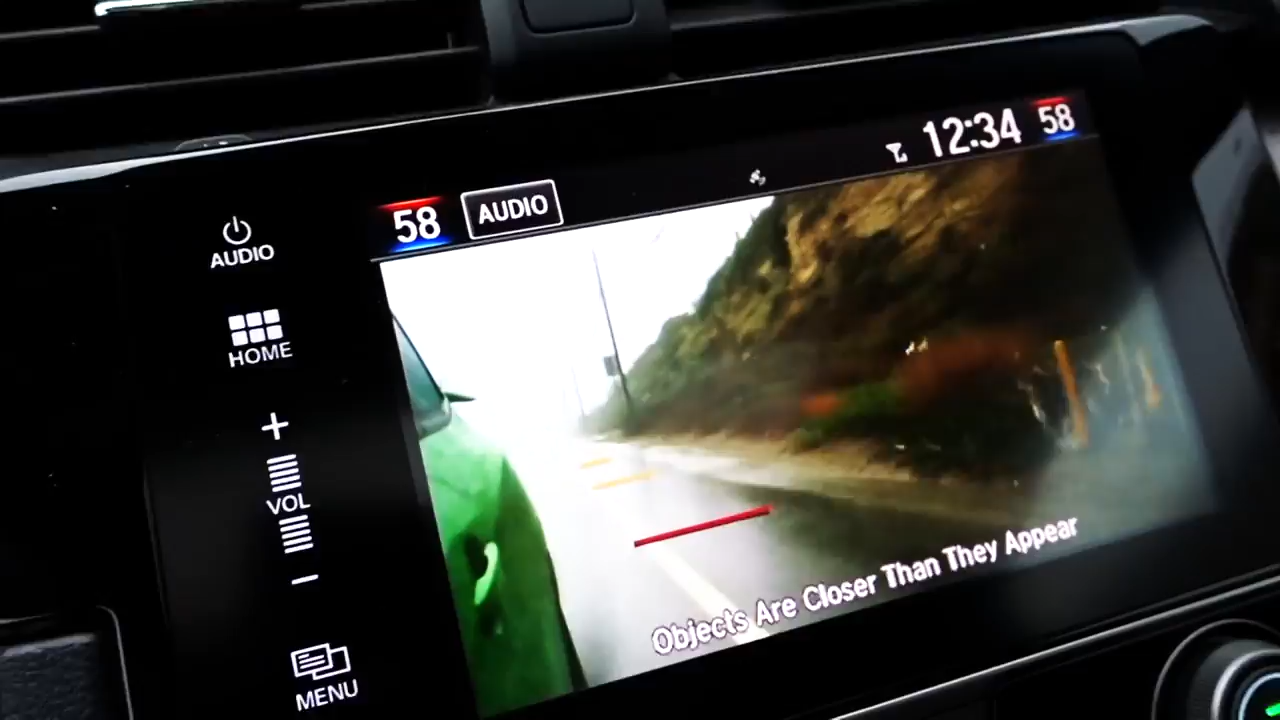 58 AUDIO 12:34 58
AUDIO
HOME
+
VOL
-
MENU
Objects Are Closer Than They Appear